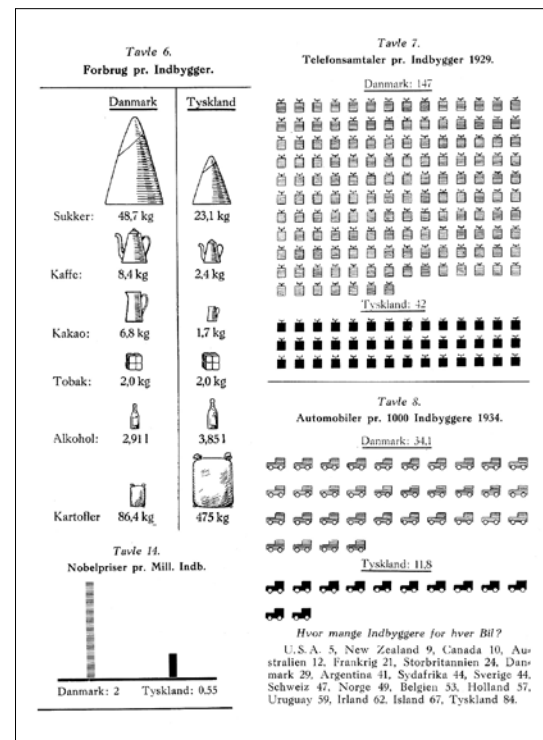 Tavle 6.
Forbrug pr. Indbygger.
Danmark Tyskland
Sukker: 48,7 kg 23,1 kg
Kaffe: 8,4 kg 2,4 kg
Kakao: 6,8 kg 1,7 kg
Tobak: 2,0 kg 2,0 kg
Alkohol: 2,91 l 3,85 l
Kartofler 86,4 kg 475 kg
Tavle 14.
Nobelpriser pr. Mill. Indb.
Danmark: 2 Tyskland: 0,55
Tavle 7.
Telefonsamtaler pr. Indbygger 1929.
Danmark: 147
Tyskland: 42
Tavle 8.
Automobiler pr. 1000 Indbyggere 1934.
Danmark: 34,1
Tyskland: 11,8
Hvor mange Indbyggere for hver Bil?
U. S. A. 5, New Zealand 9, Canada 10, Au-
stralien 12, Frankrig 21, Storbritannien 24, Dan-
mark 29, Argentina 41, Sydafrika 44, Sverige 44,
Schweiz 47, Norge 49, Belgien 53, Holland 57,
Uruguay 59, Irland 62, Island 67, Tyskland 84.